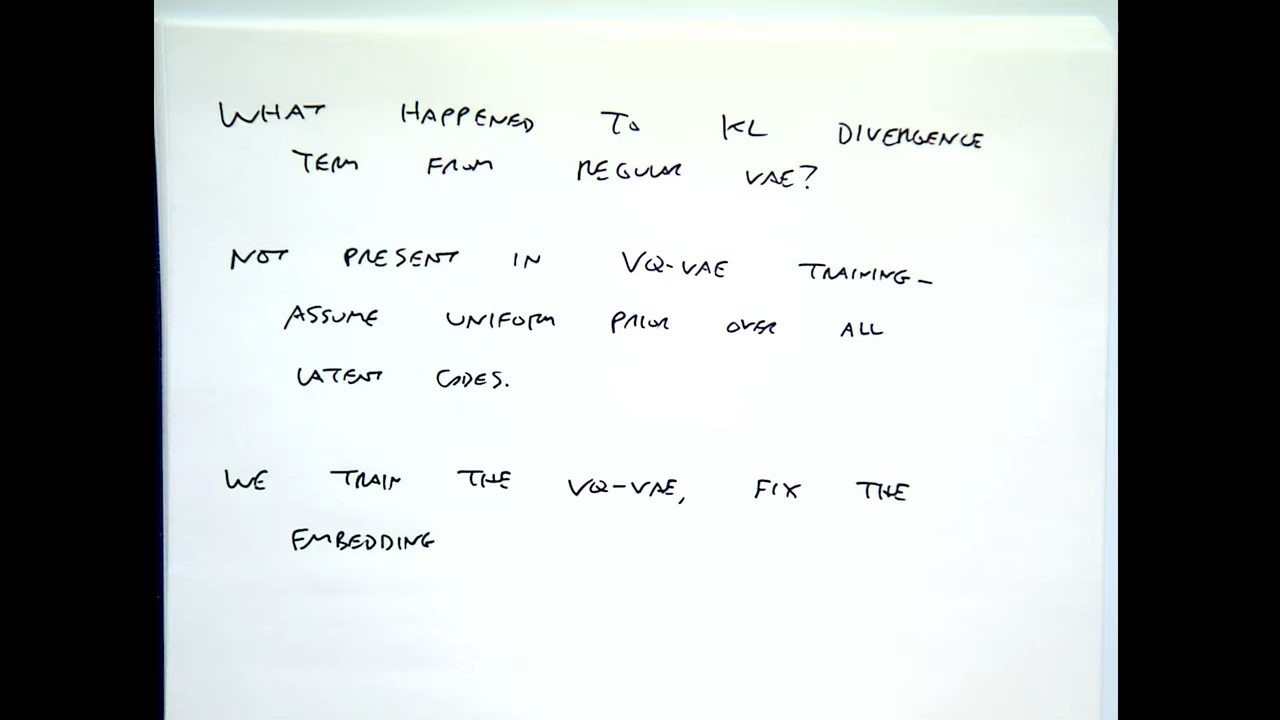 WHAT HAPPENED TO KL DIVERGENCE
TERM FROM REGULAR VAE?
NOT PRESENT IN VQ-VAE TRAINING-
ASSUME UNIFORM PRIOR OVER ALL
LATENT CODES.
WE TRAIN THE VQ-VAE, FIX THE
EMBEDDING